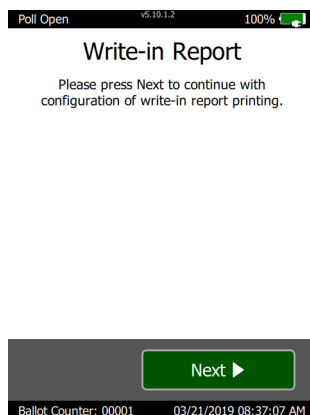 Poll Open v5.10.1.2 100%
Write-in Report
Please press Next to continue with
configuration of write-in report printing.
Next
Ballot Counter: 00001 03/21/2019 08:37:07 AM